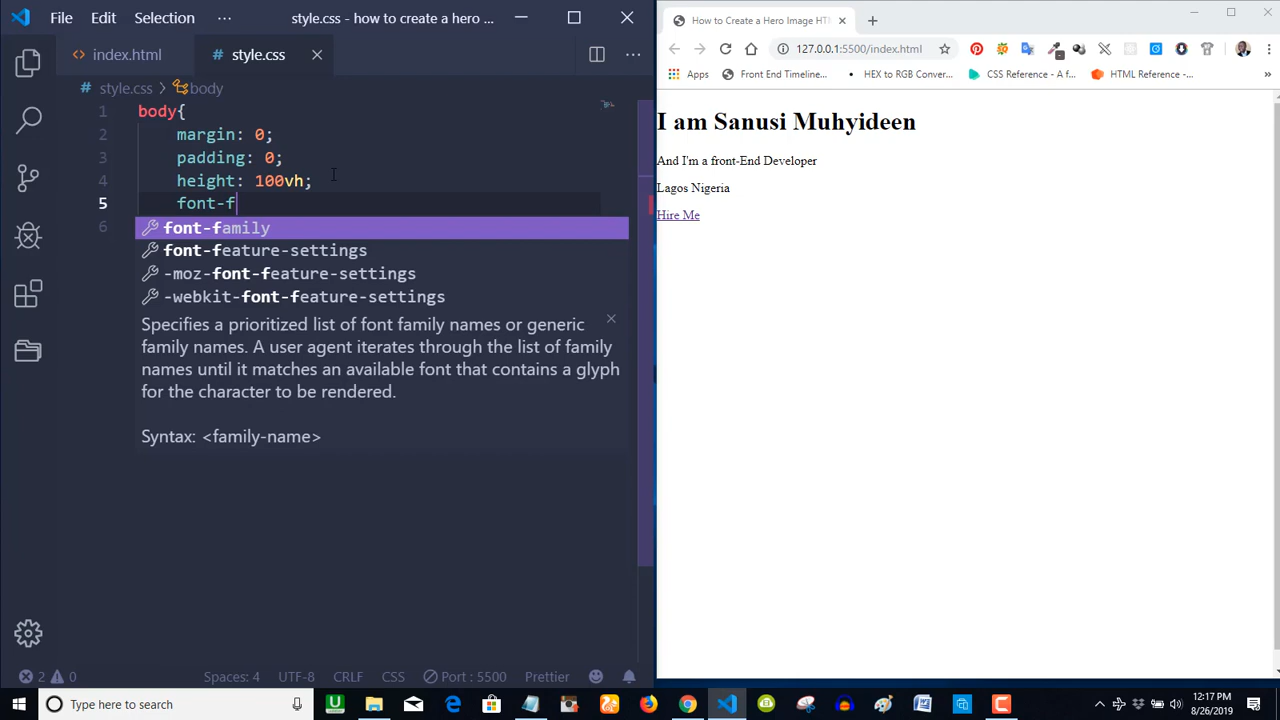 File Edit Selection ··· style.css - how to create a hero ...
index.html style.css
# style.css > body
1 body{
2 margin: 0;
3 padding: 0;
4 height: 100vh;
5 font-f
6
font-family
font-feature-settings
-moz-font-feature-settings
-webkit-font-feature-settings
Specifies a prioritized list of font family names or generic
family names. A user agent iterates through the list of family
names until it matches an available font that contains a glyph
for the character to be rendered.
Syntax: <family-name>
2 0 Spaces: 4 UTF-8 CRLF CSS Port : 5500 Prettier
How to Create a Hero Image HT
127.0.0.1:5500/index.html
Apps Front End Timeline... HEX to RGB Conver... CSS Reference - A f... HTML Reference -...
I am Sanusi Muhyideen
And I'm a front-End Developer
Lagos Nigeria
Hire Me
Type here to search
12:17 PM
8/26/2019